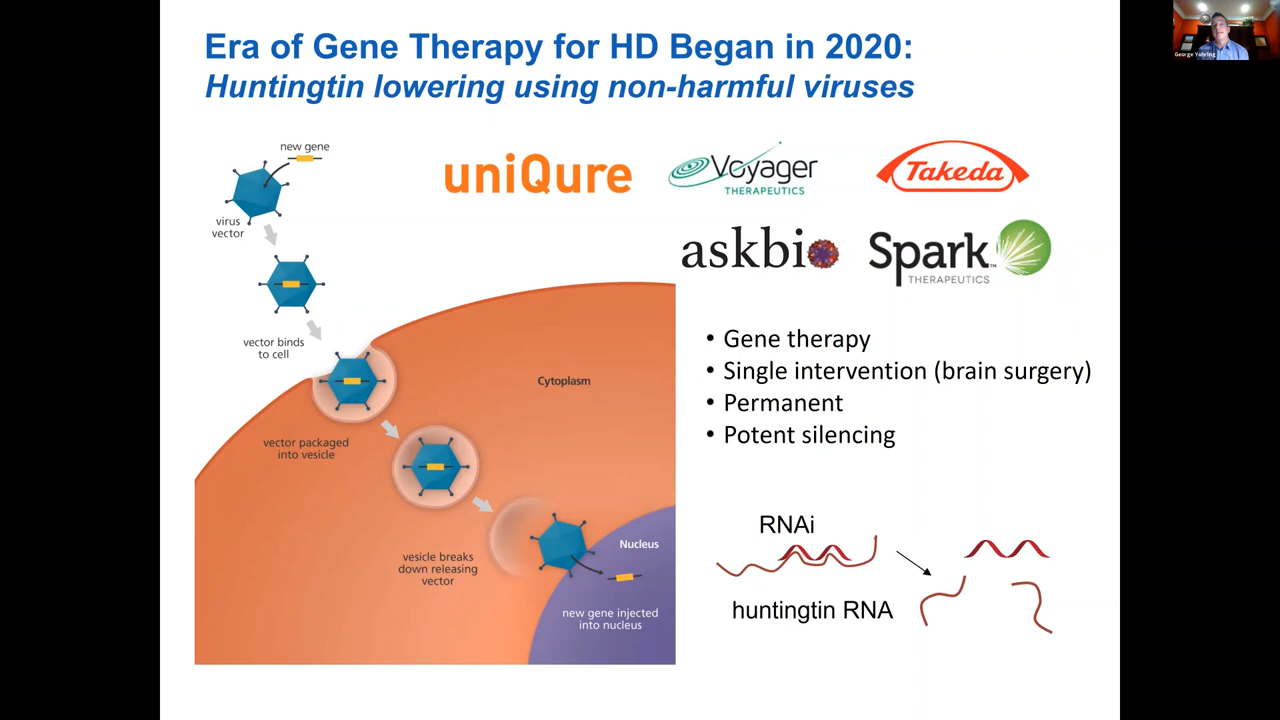 Era of Gene Therapy for HD Began in 2020:
Huntingtin lowering using non-harmful viruses
George Yohrling
new gene
virus
vector
vector binds
to cell
vector packaged
into vesicle
vesicle breaks
down releasing
vector
Cytoplasm
Nucleus
new gene injected
into nucleus
uniQure
Voyager
THERAPEUTICS
Takeda
askbio
Spark
THERAPEUTICS
• Gene therapy
• Single intervention (brain surgery)
• Permanent
• Potent silencing
RNAi
huntingtin RNA